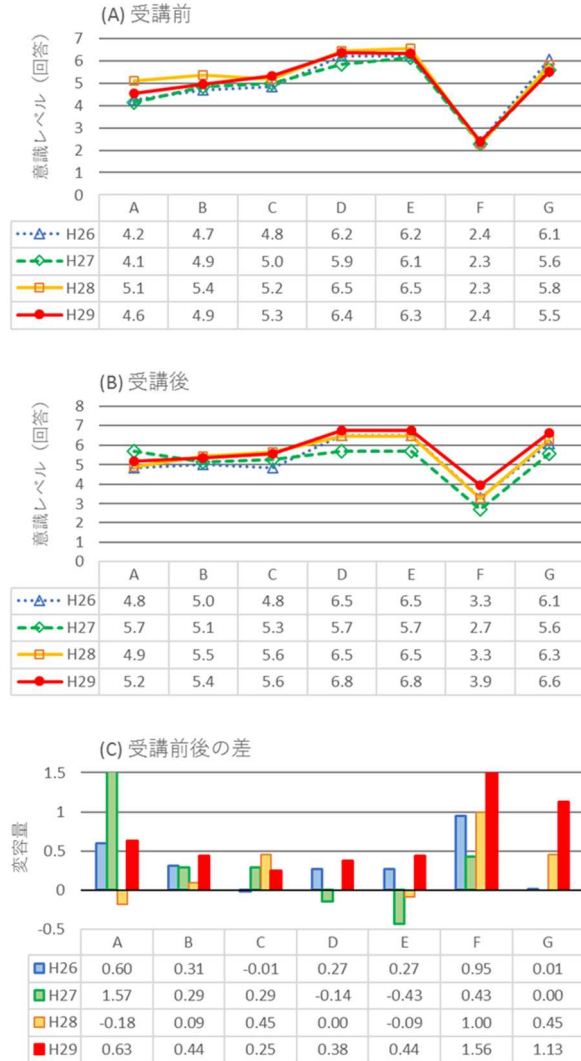 (A) 受講前
意識レベル（回答）
7
6
5
4
3
2
1
0
A B C D E F G
H26 4.2 4.7 4.8 6.2 6.2 2.4 6.1
H27 4.1 4.9 5.0 5.9 6.1 2.3 5.6
H28 5.1 5.4 5.2 6.5 6.5 2.3 5.8
H29 4.6 4.9 5.3 6.4 6.3 2.4 5.5
(B) 受講後
意識レベル（回答）
8
7
6
5
4
3
2
1
0
A B C D E F G
H26 4.8 5.0 4.8 6.5 6.5 3.3 6.1
H27 5.7 5.1 5.3 5.7 5.7 2.7 5.6
H28 4.9 5.5 5.6 6.5 6.5 3.3 6.3
H29 5.2 5.4 5.6 6.8 6.8 3.9 6.6
(C) 受講前後の差
変容量
1.5
1
0.5
0
-0.5
A B C D E F G
H26 0.60 0.31 -0.01 0.27 0.27 0.95 0.01
H27 1.57 0.29 0.29 -0.14 -0.43 0.43 0.00
H28 -0.18 0.09 0.45 0.00 -0.09 1.00 0.45
H29 0.63 0.44 0.25 0.38 0.44 1.56 1.13